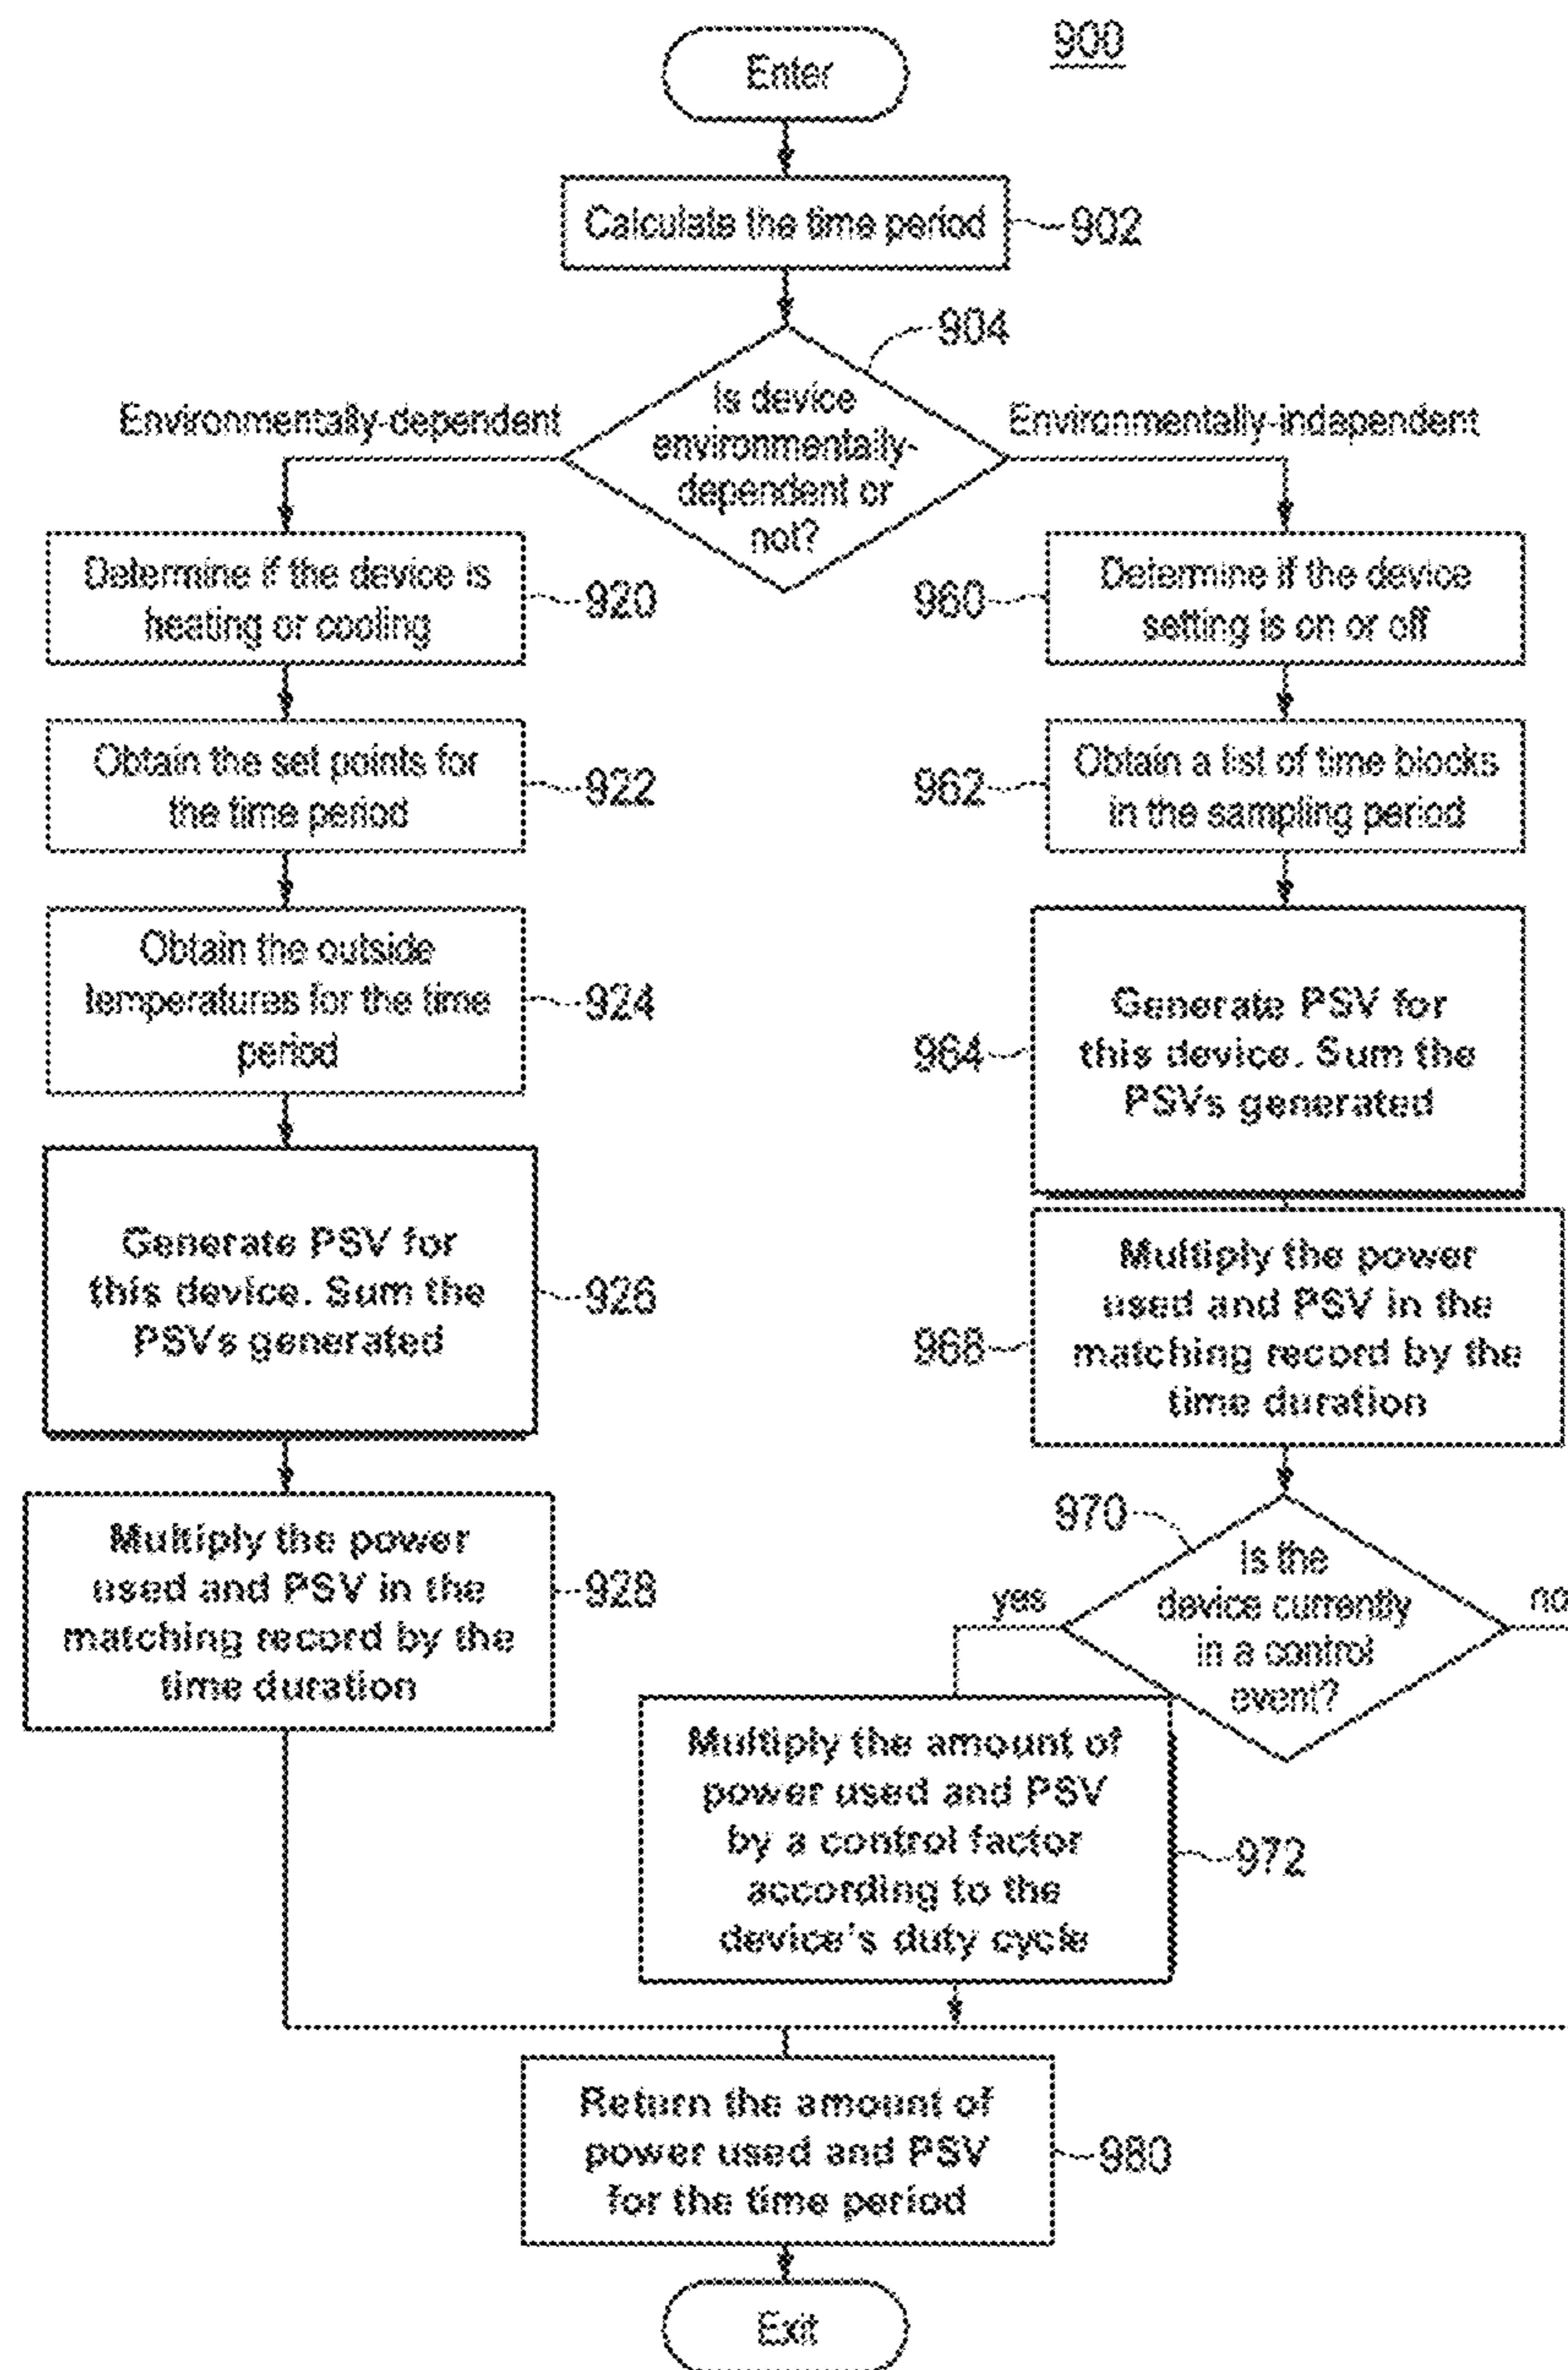 900
Enter
Calculate the time period
902
904
Is device
environmentally-
dependent or
not?
Environmentally-dependent
Environmentally-independent
Determine if the device is
heating or cooling
920
Obtain the set points for
the time period
922
Obtain the outside
temperatures for the time
period
924
Generate PSV for
this device. Sum the
PSVs generated
926
Multiply the power
used and PSV in the
matching record by the
time duration
928
Determine if the device
setting is on or off
960
Obtain a list of time blocks
in the sampling period
962
Generate PSV for
this device. Sum the
PSVs generated
964
Multiply the power
used and PSV in the
matching record by the
time duration
968
970
Is the
device currently
in a control
event?
yes
no
Multiply the amount of
power used and PSV
by a control factor
according to the
device's duty cycle
972
Return the amount of
power used and PSV
for the time period
980
Exit